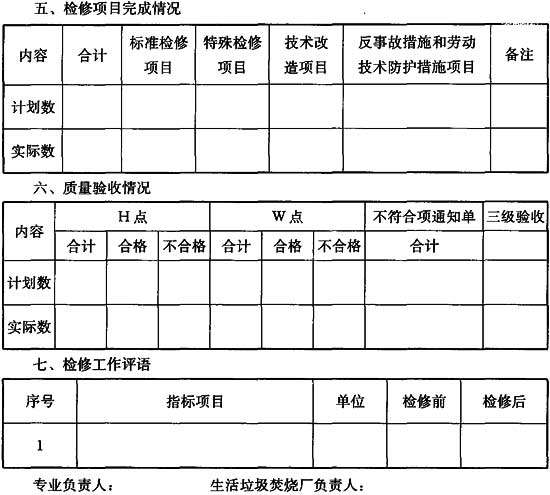 五、检修项目完成情况
内容 合计 标准检修项目 特殊检修项目 技术改造项目 反事故措施和劳动技术防护措施项目 备注
计划数
实际数
六、质量验收情况
内容 H点 W点 不符合项通知单 三级验收
合计 合格 不合格 合计 合格 不合格 合计
计划数
实际数
七、检修工作评语
序号 指标项目 单位 检修前 检修后
1
专业负责人： 生活垃圾焚烧厂负责人：